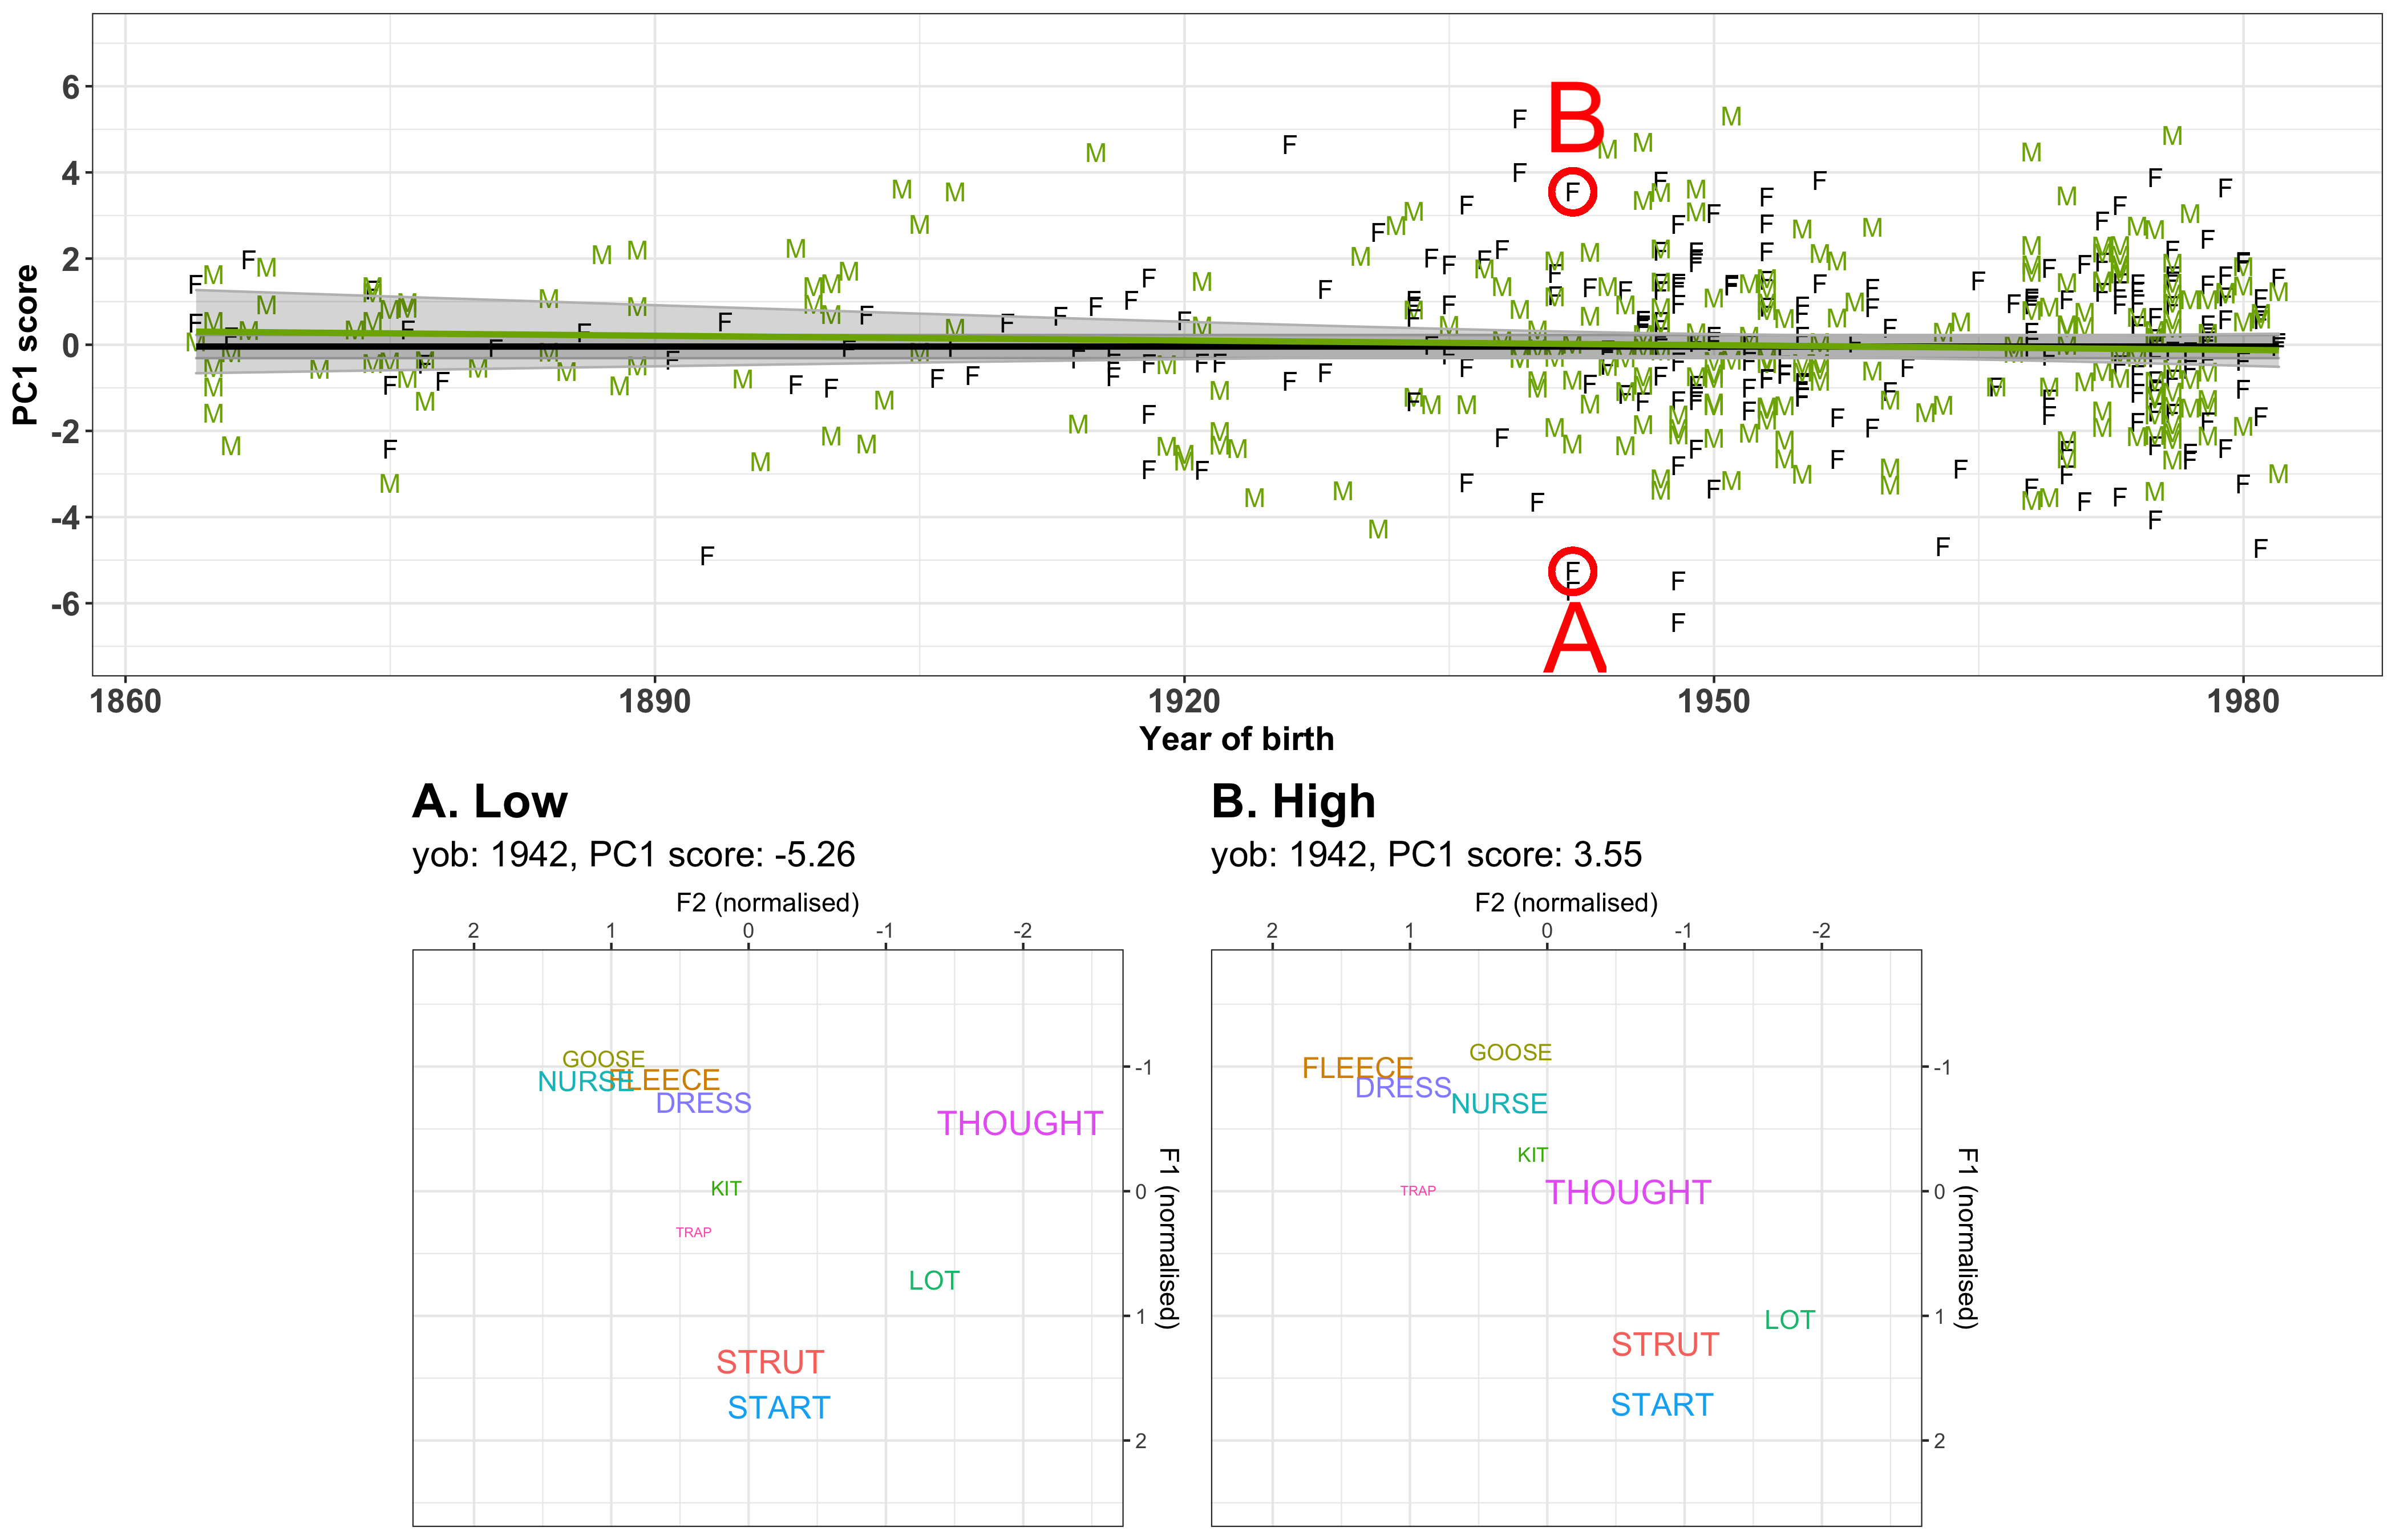 PC1 score
6
4
2
0
-2
-4
-6
B
A
1860 1890 1920 1950 1980
Year of birth
A. Low
yob: 1942, PC1 score: -5.26
F2 (normalised)
2 1 0 -1 -2
GOOSE
NURSE
FLEECE
DRESS
THOUGHT
KIT
TRAP
LOT
STRUT
START
-1
0
1
2
F1 (normalised)
B. High
yob: 1942, PC1 score: 3.55
F2 (normalised)
2 1 0 -1 -2
GOOSE
FLEECE
DRESS
NURSE
KIT
TRAP
THOUGHT
LOT
STRUT
START
-1
0
1
2
F1 (normalised)